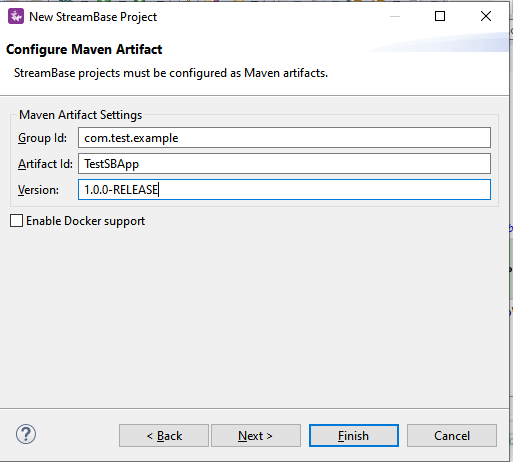 New StreamBase Project
Configure Maven Artifact
StreamBase projects must be configured as Maven artifacts.
Maven Artifact Settings
Group Id: com.test.example
Artifact Id: TestSBApp
Version: 1.0.0-RELEASE
Enable Docker support
? < Back Next > Finish Cancel